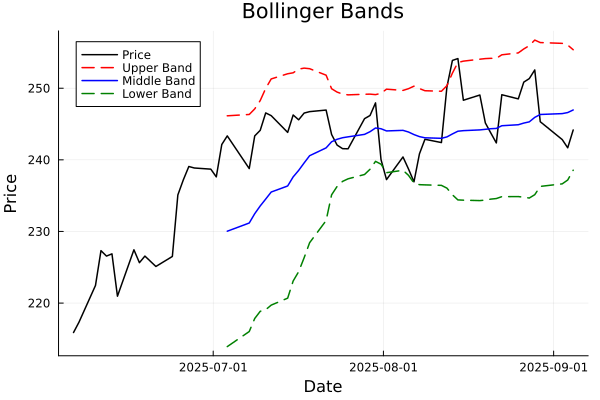 Bollinger Bands
Price
Upper Band
Middle Band
Lower Band
250
240
230
220
Price
2025-07-01
2025-08-01
2025-09-01
Date